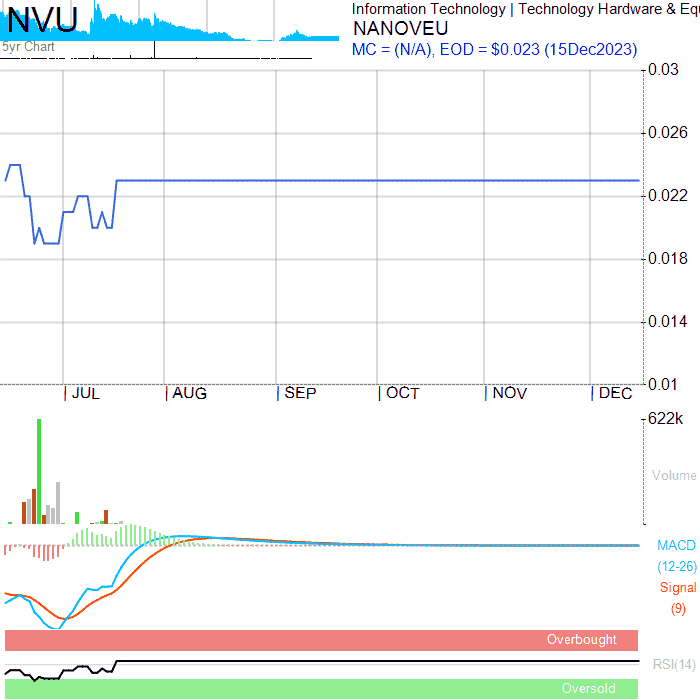 NVU
Information Technology | Technology Hardware & Equ
NANOVEU
5yr Chart
MC = (N/A), EOD = $0.023 (15Dec2023)
0.03
0.026
0.022
0.018
0.014
0.01
JUL AUG SEP OCT NOV DEC
622k
Volume
MACD
(12-26)
Signal
(9)
Overbought
RSI(14)
Oversold